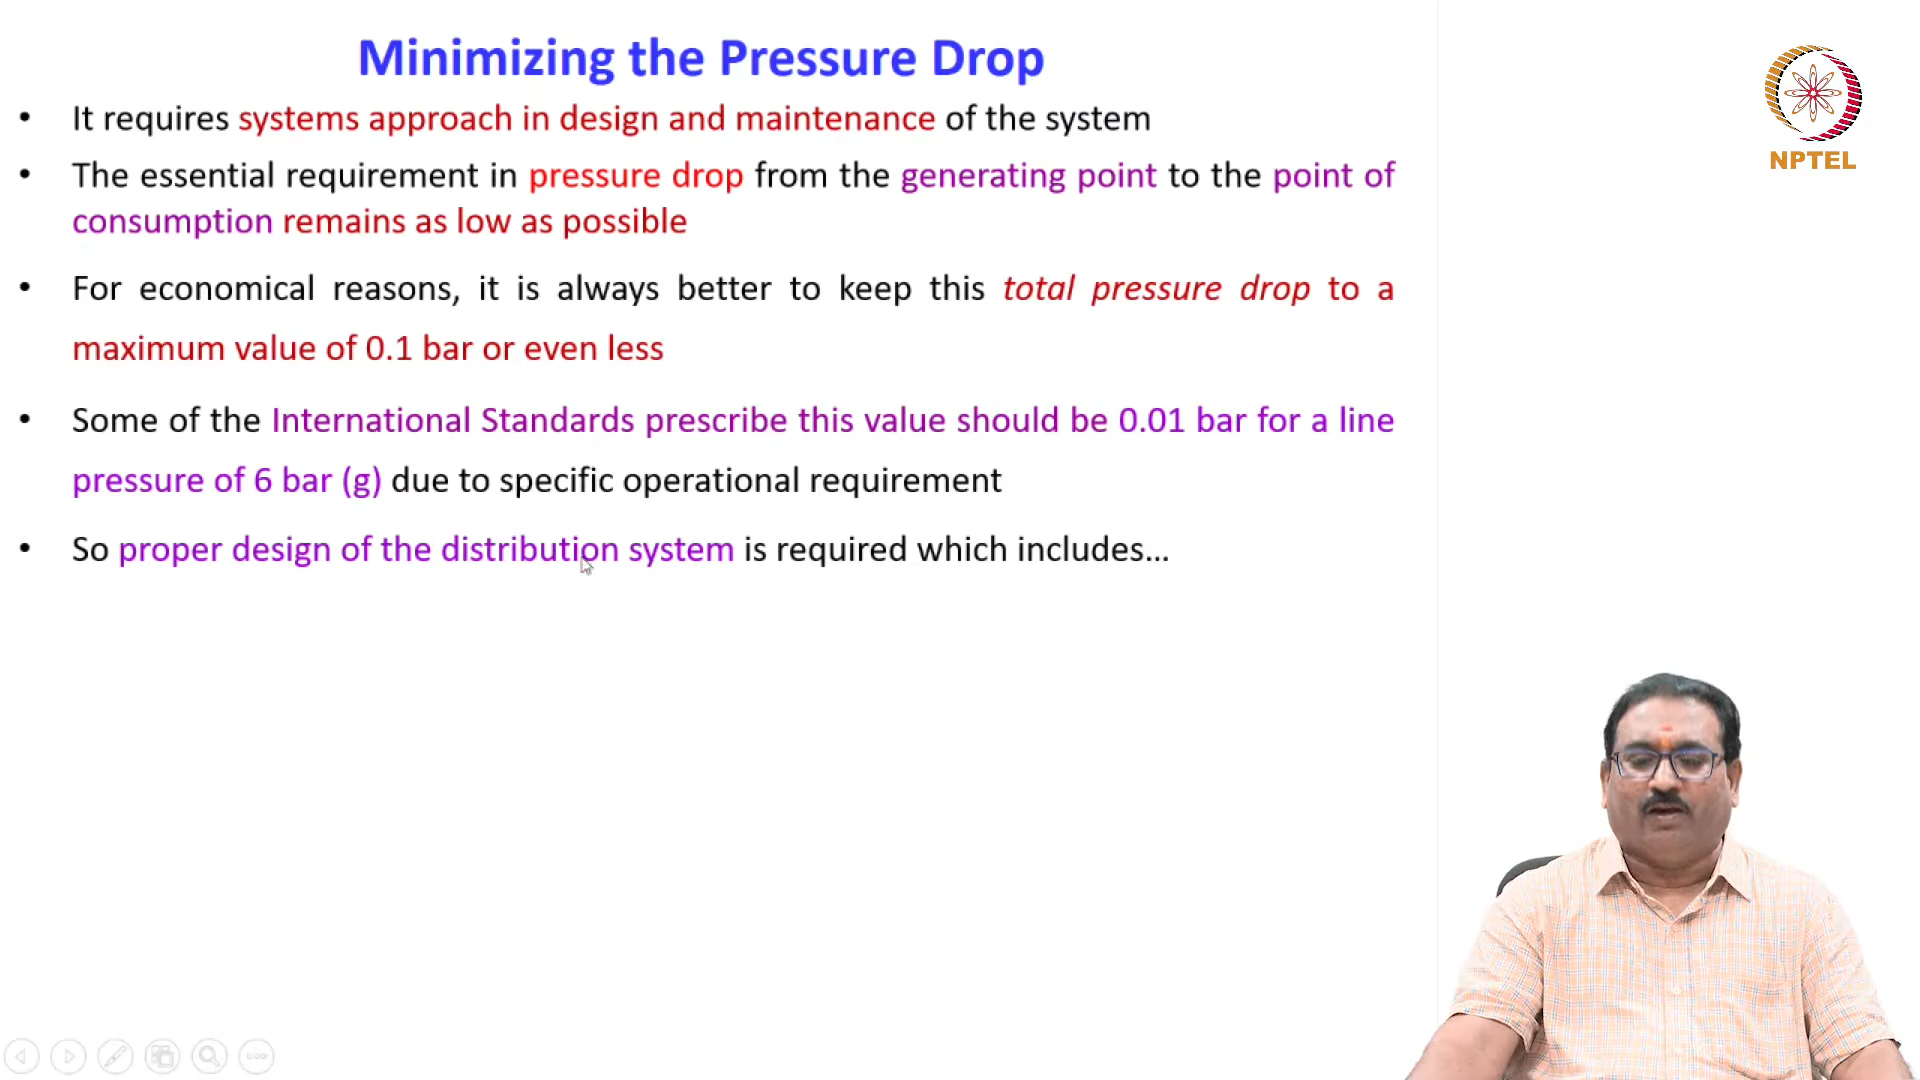 Minimizing the Pressure Drop
• It requires systems approach in design and maintenance of the system
• The essential requirement in pressure drop from the generating point to the point of
consumption remains as low as possible
• For economical reasons, it is always better to keep this total pressure drop to a
maximum value of 0.1 bar or even less
• Some of the International Standards prescribe this value should be 0.01 bar for a line
pressure of 6 bar (g) due to specific operational requirement
• So proper design of the distribution system is required which includes...
NPTEL